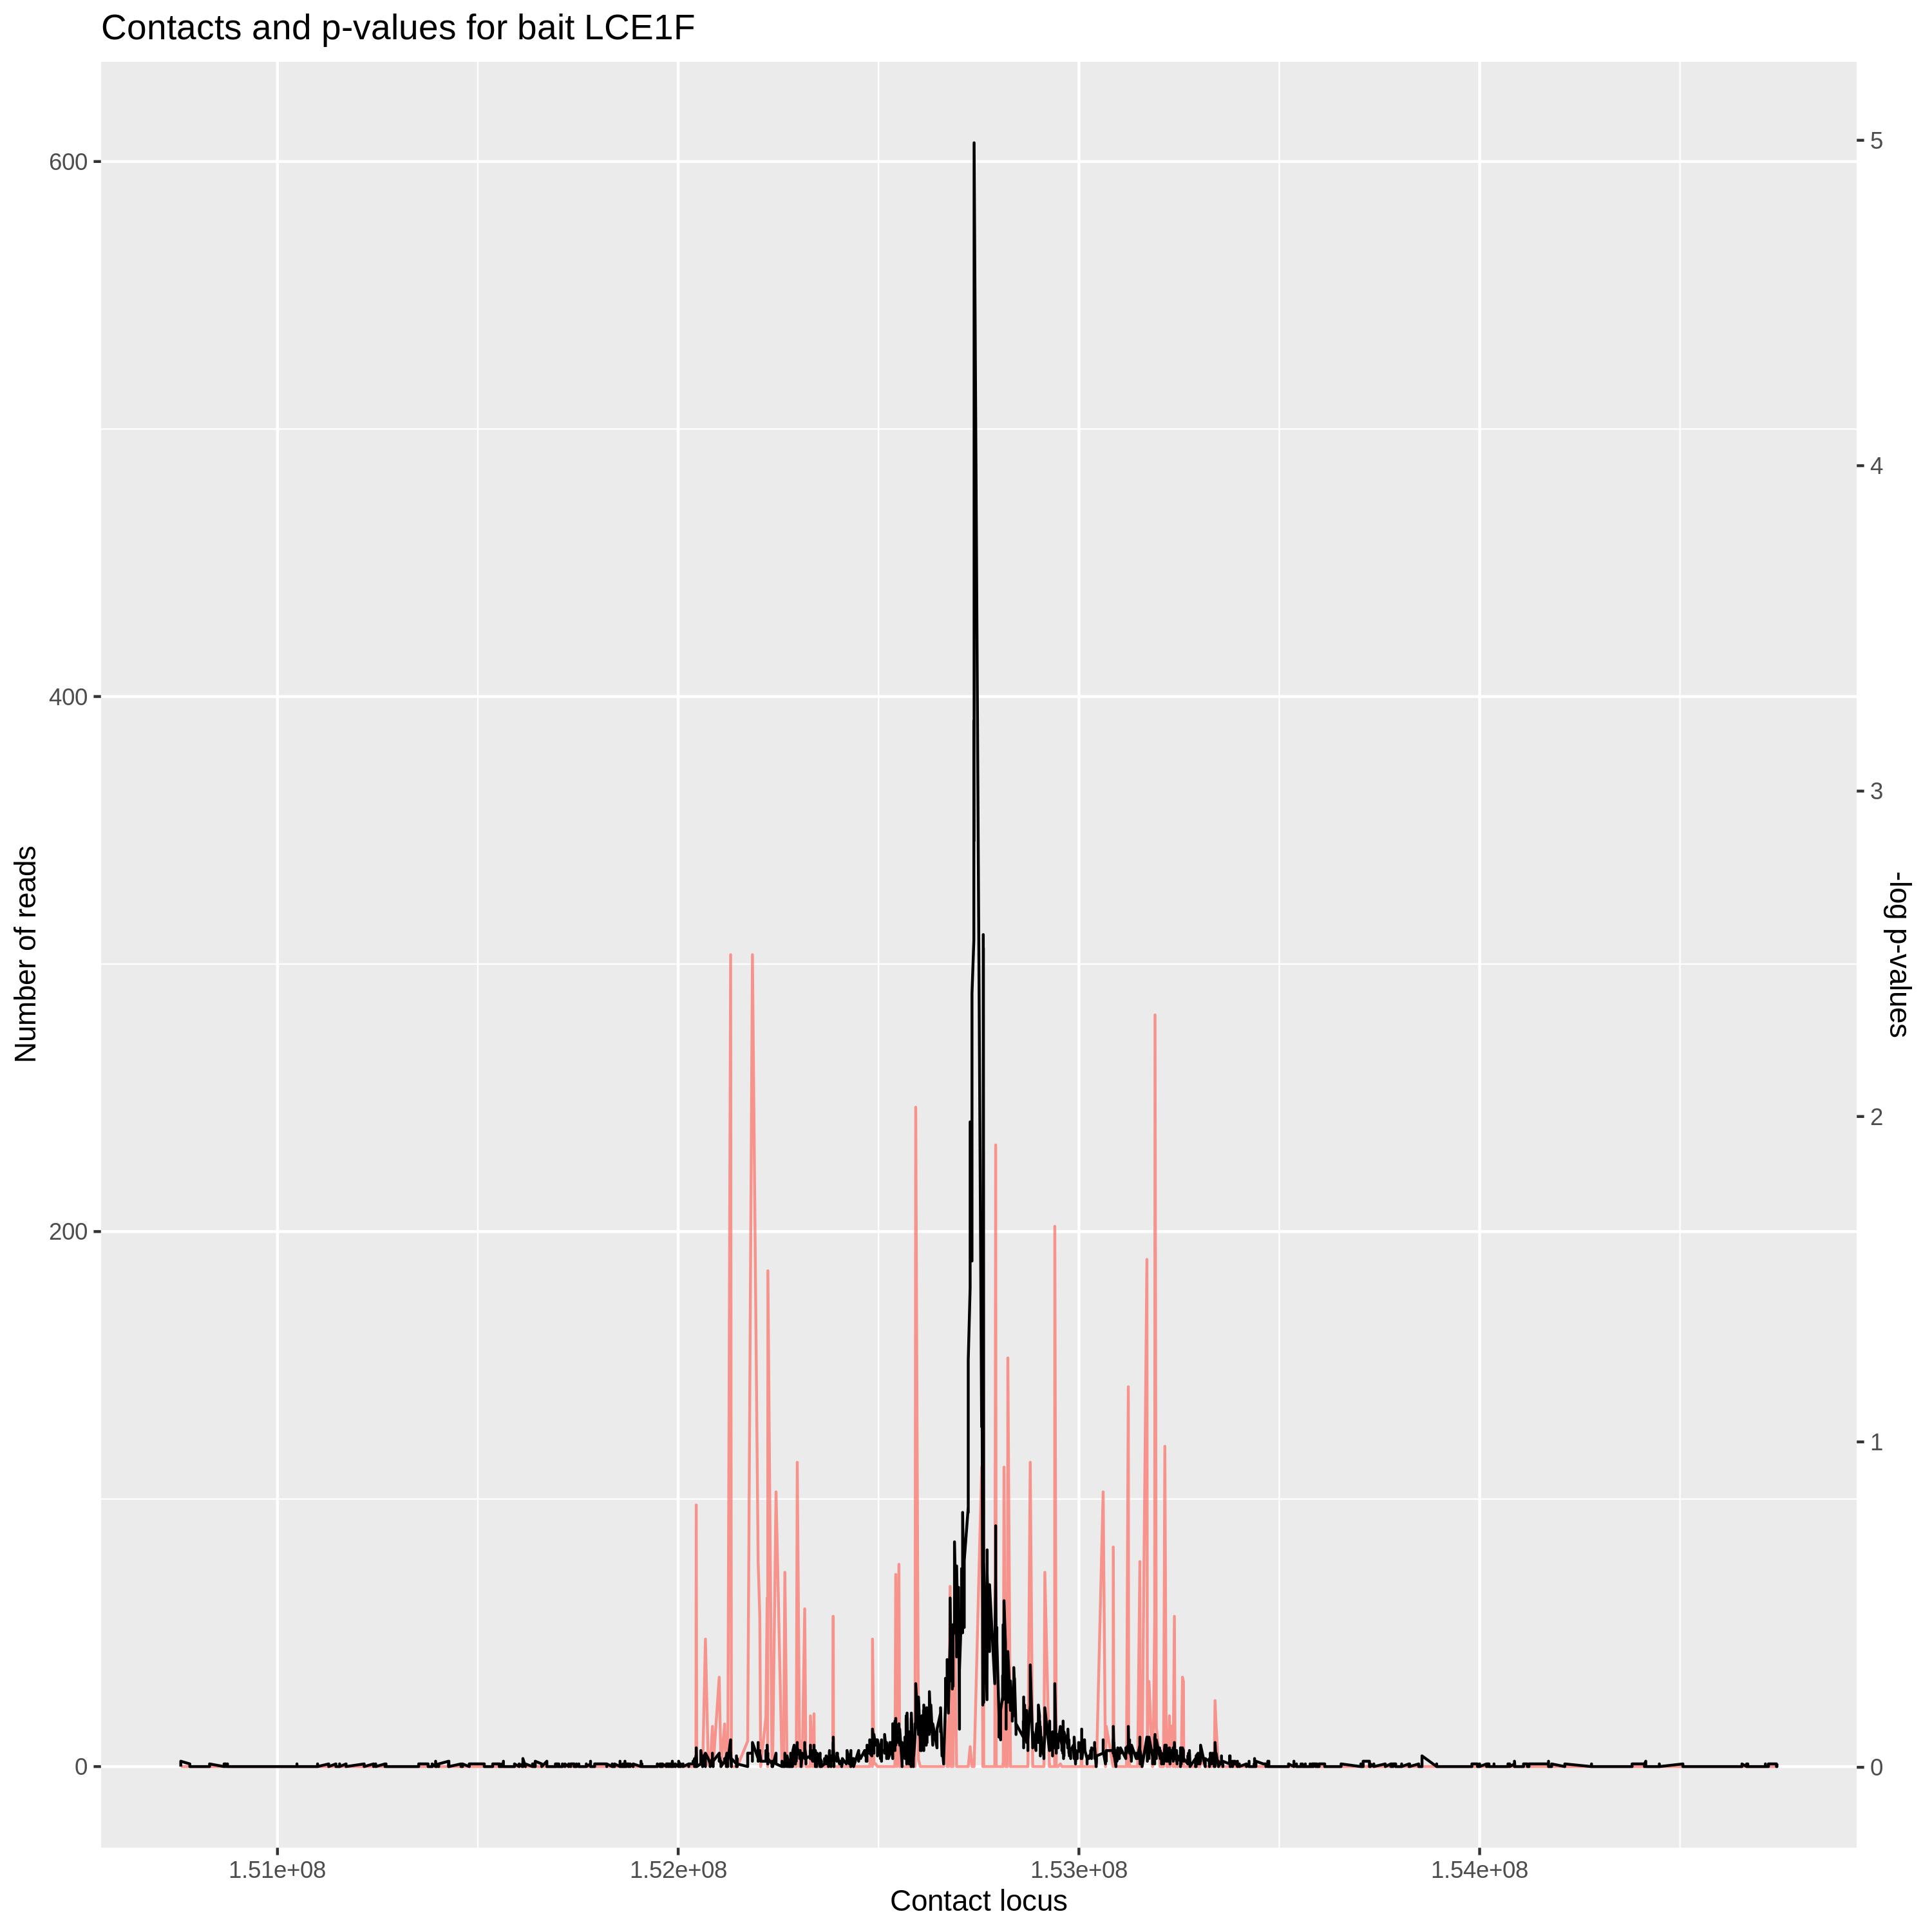 Contacts and p-values for bait LCE1F
Number of reads
600
400
200
0
-log p-values
5
4
3
2
1
0
1.51e+08
1.52e+08
1.53e+08
1.54e+08
Contact locus